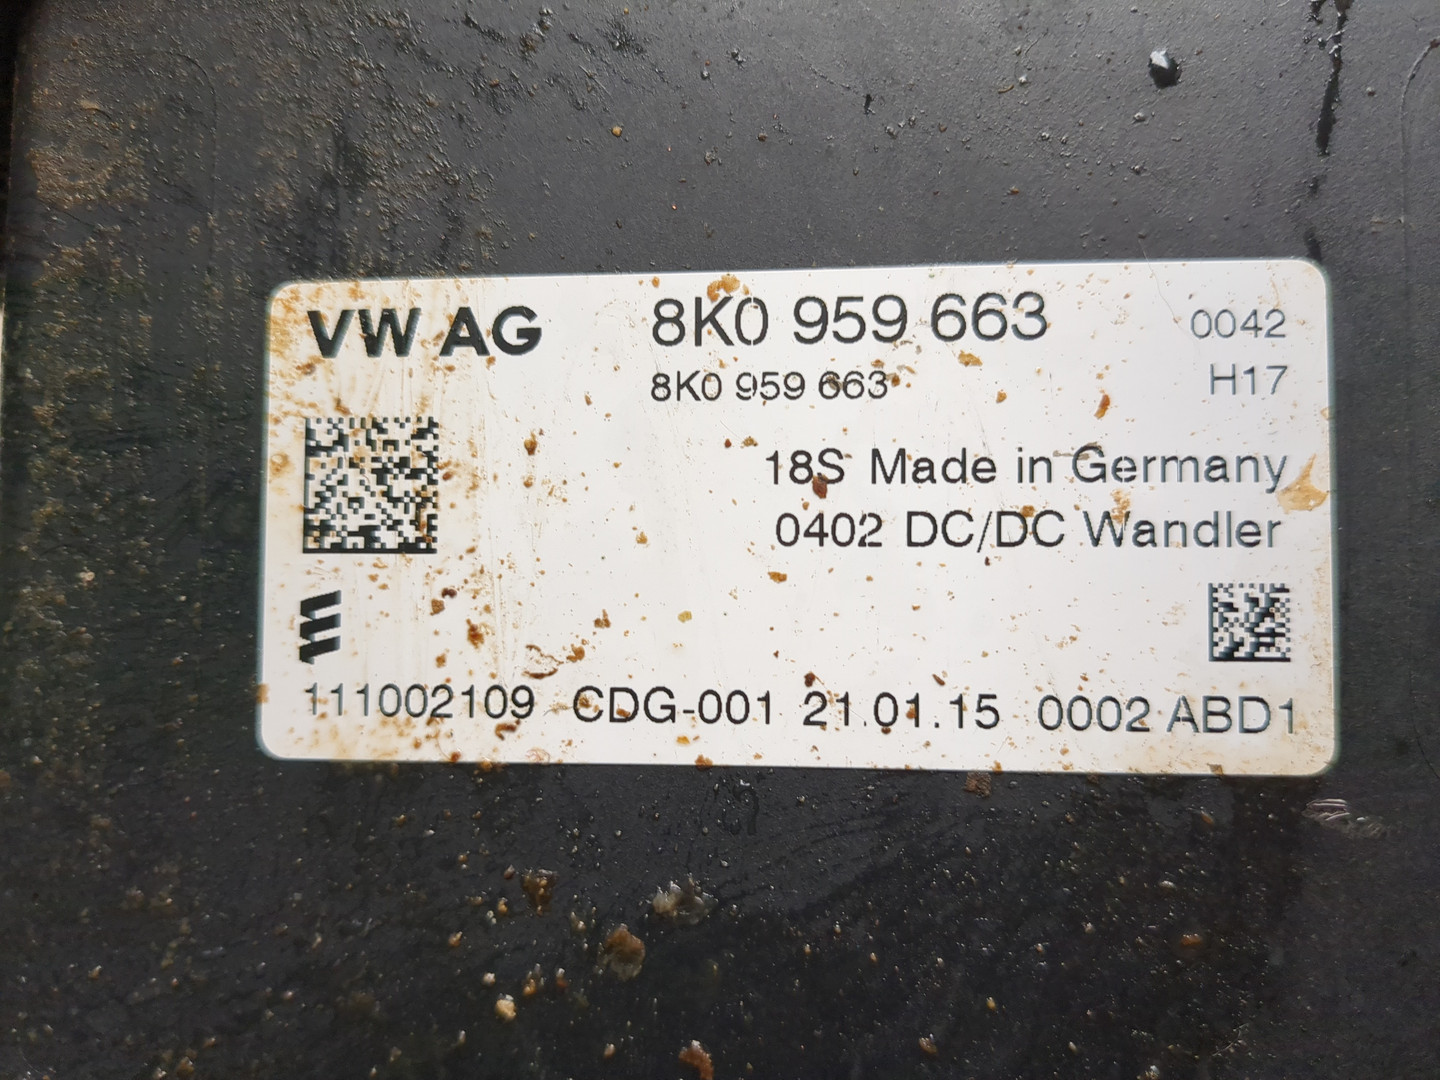 VW AG 8K0 959 663 0042
8K0 959 663 H17
18S Made in Germany
0402 DC/DC Wandler
111002109 CDG-001 21.01.15 0002 ABD1